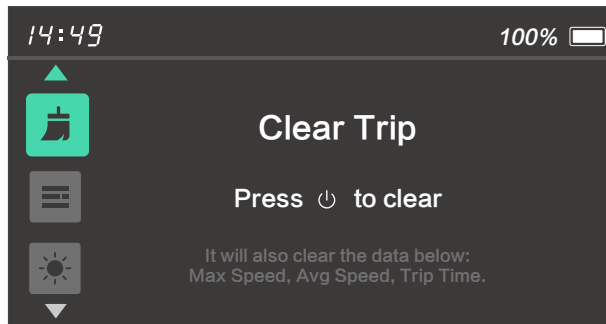 14:49
100%
Clear Trip
Press ⏻ to clear
It will also clear the data below:
Max Speed, Avg Speed, Trip Time.